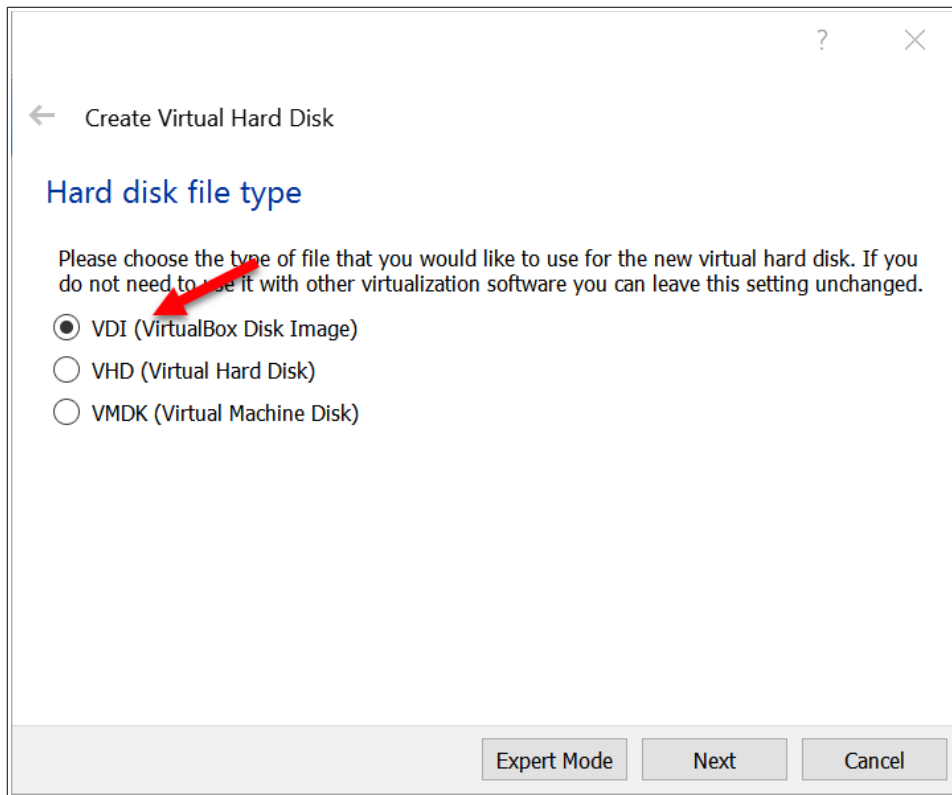 ?
Create Virtual Hard Disk
Hard disk file type
Please choose the type of file that you would like to use for the new virtual hard disk. If you
do not need to use it with other virtualization software you can leave this setting unchanged.
VDI (VirtualBox Disk Image)
VHD (Virtual Hard Disk)
VMDK (Virtual Machine Disk)
Expert Mode Next Cancel